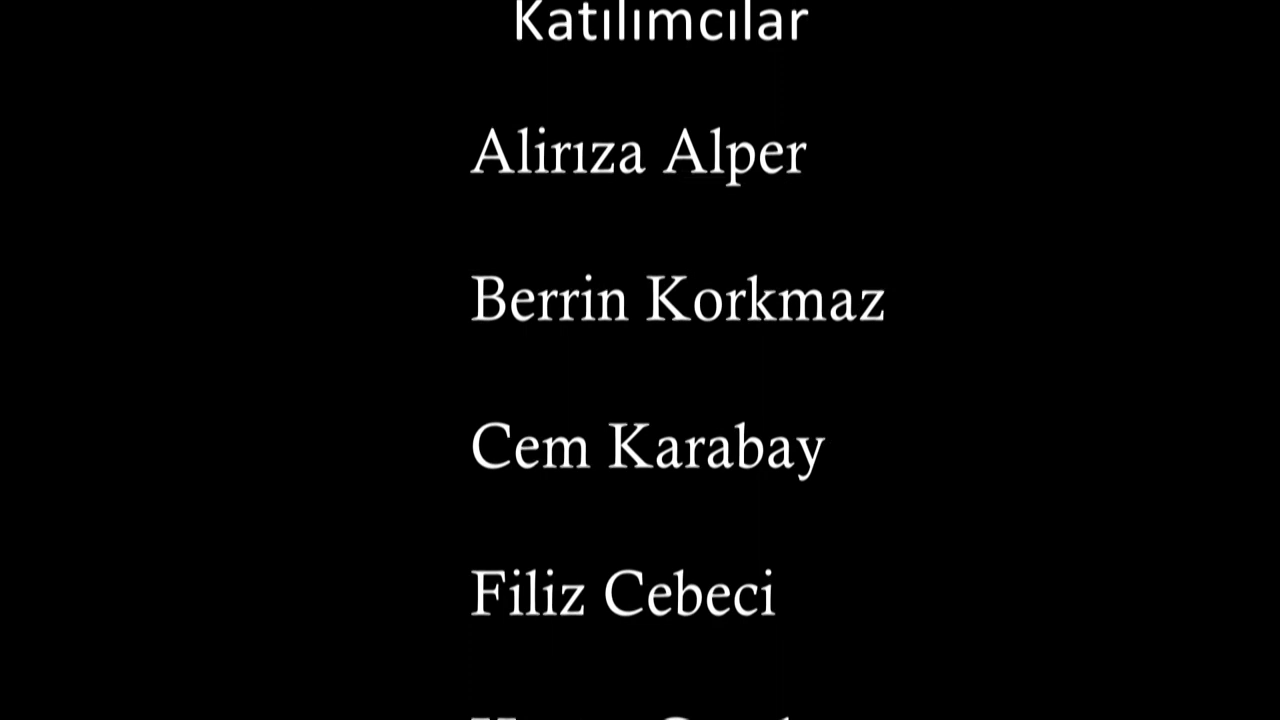 Katılımcılar
Alirıza Alper
Berrin Korkmaz
Cem Karabay
Filiz Cebeci